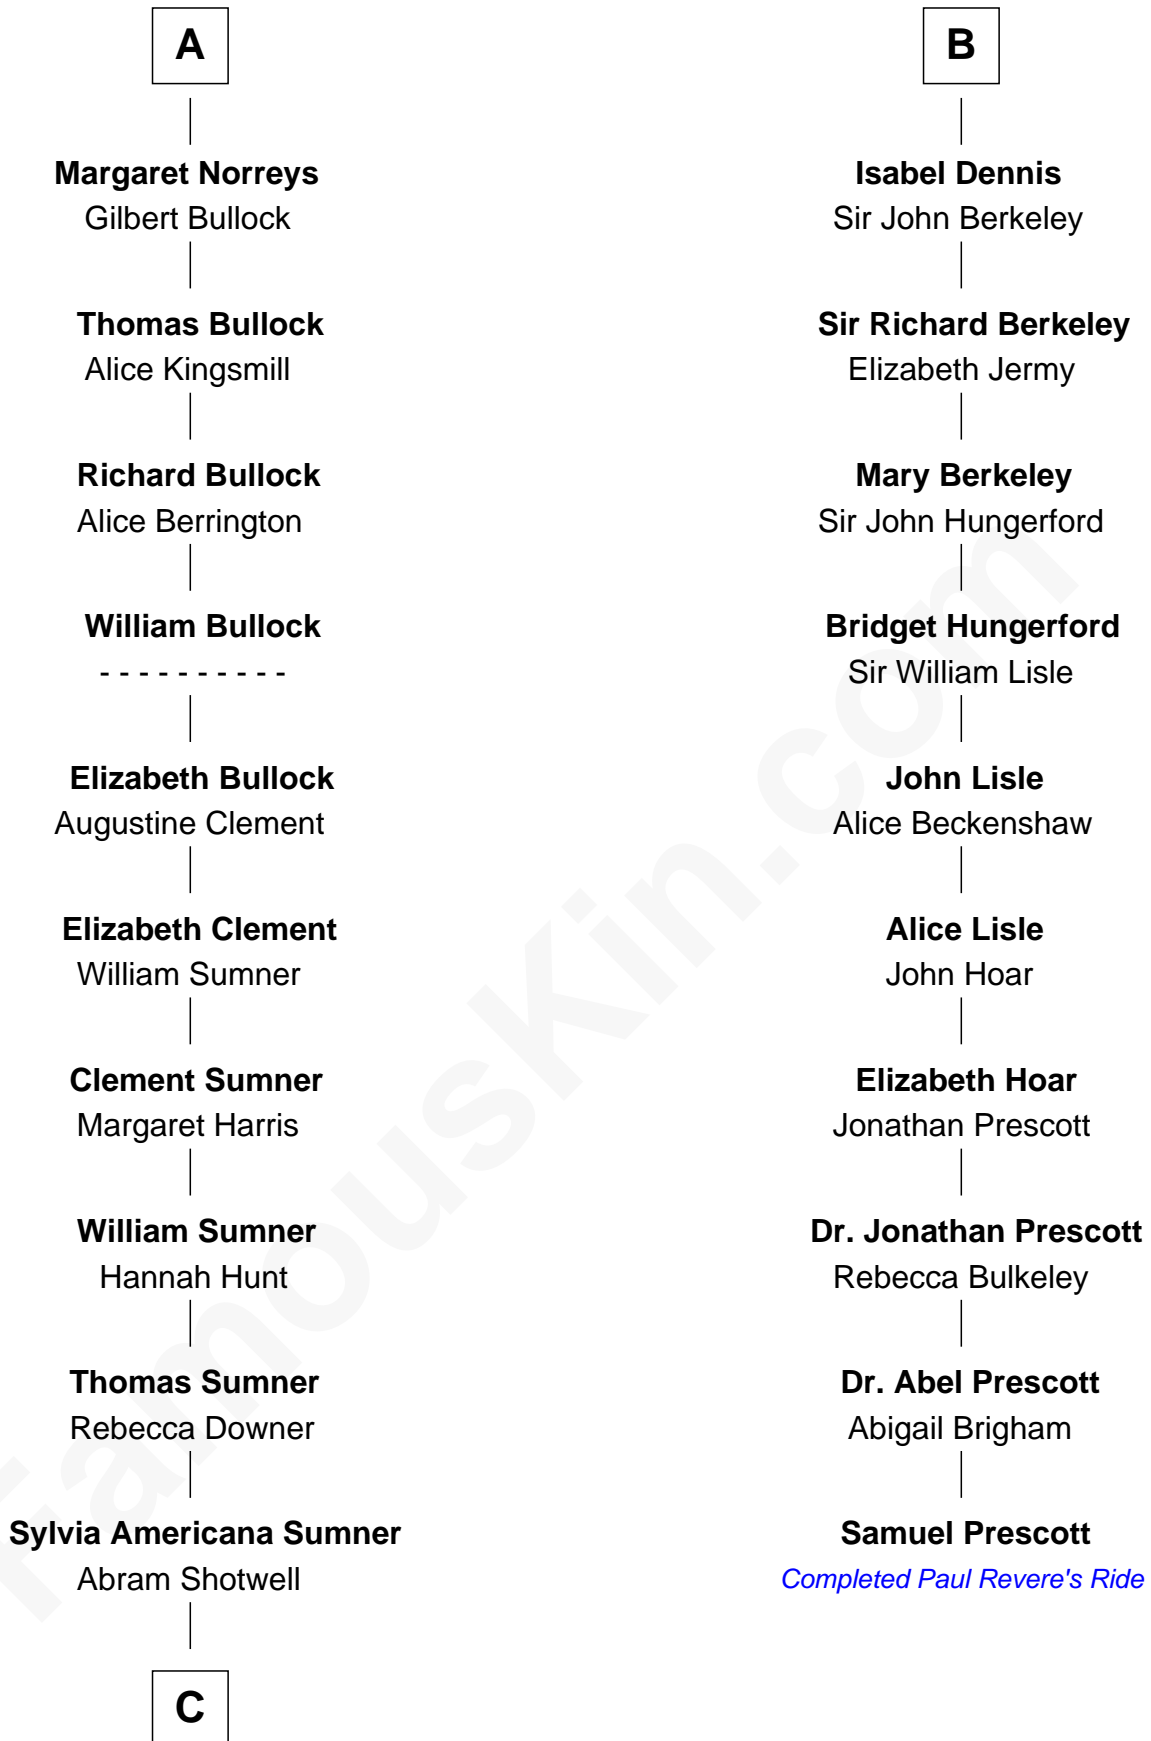 A
Margaret Norreys
Gilbert Bullock
Thomas Bullock
Alice Kingsmill
Richard Bullock
Alice Berrington
William Bullock
- - - - - - - - - -
Elizabeth Bullock
Augustine Clement
Elizabeth Clement
William Sumner
Clement Sumner
Margaret Harris
William Sumner
Hannah Hunt
Thomas Sumner
Rebecca Downer
Sylvia Americana Sumner
Abram Shotwell
C
B
Isabel Dennis
Sir John Berkeley
Sir Richard Berkeley
Elizabeth Jermy
Mary Berkeley
Sir John Hungerford
Bridget Hungerford
Sir William Lisle
John Lisle
Alice Beckenshaw
Alice Lisle
John Hoar
Elizabeth Hoar
Jonathan Prescott
Dr. Jonathan Prescott
Rebecca Bulkeley
Dr. Abel Prescott
Abigail Brigham
Samuel Prescott
Completed Paul Revere's Ride
FamousKin.com